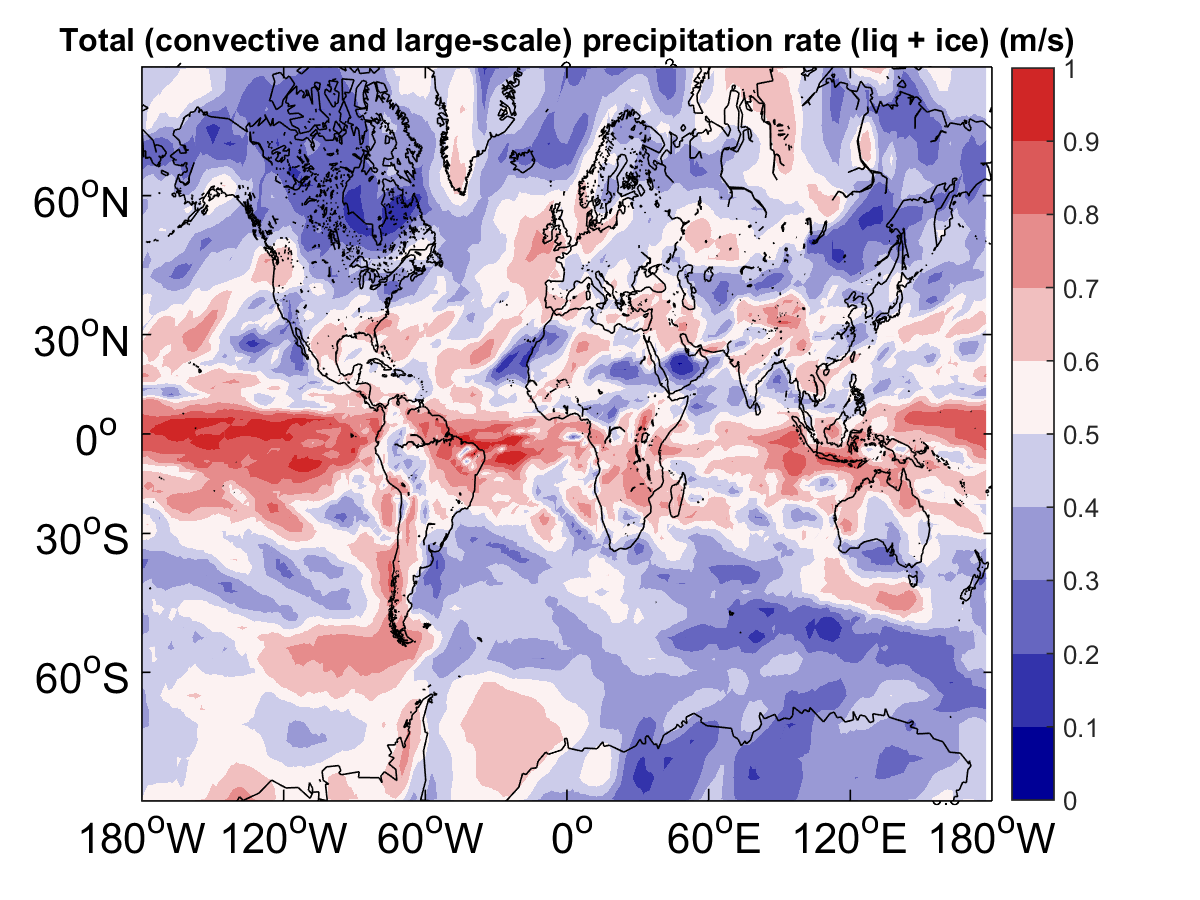 Total (convective and large-scale) precipitation rate (liq + ice) (m/s)
1
0.9
0.8
0.7
0.6
0.5
0.4
0.3
0.2
0.1
0
60°N
30°N
0°
30°S
60°S
180°W 120°W 60°W 0° 60°E 120°E 180°W